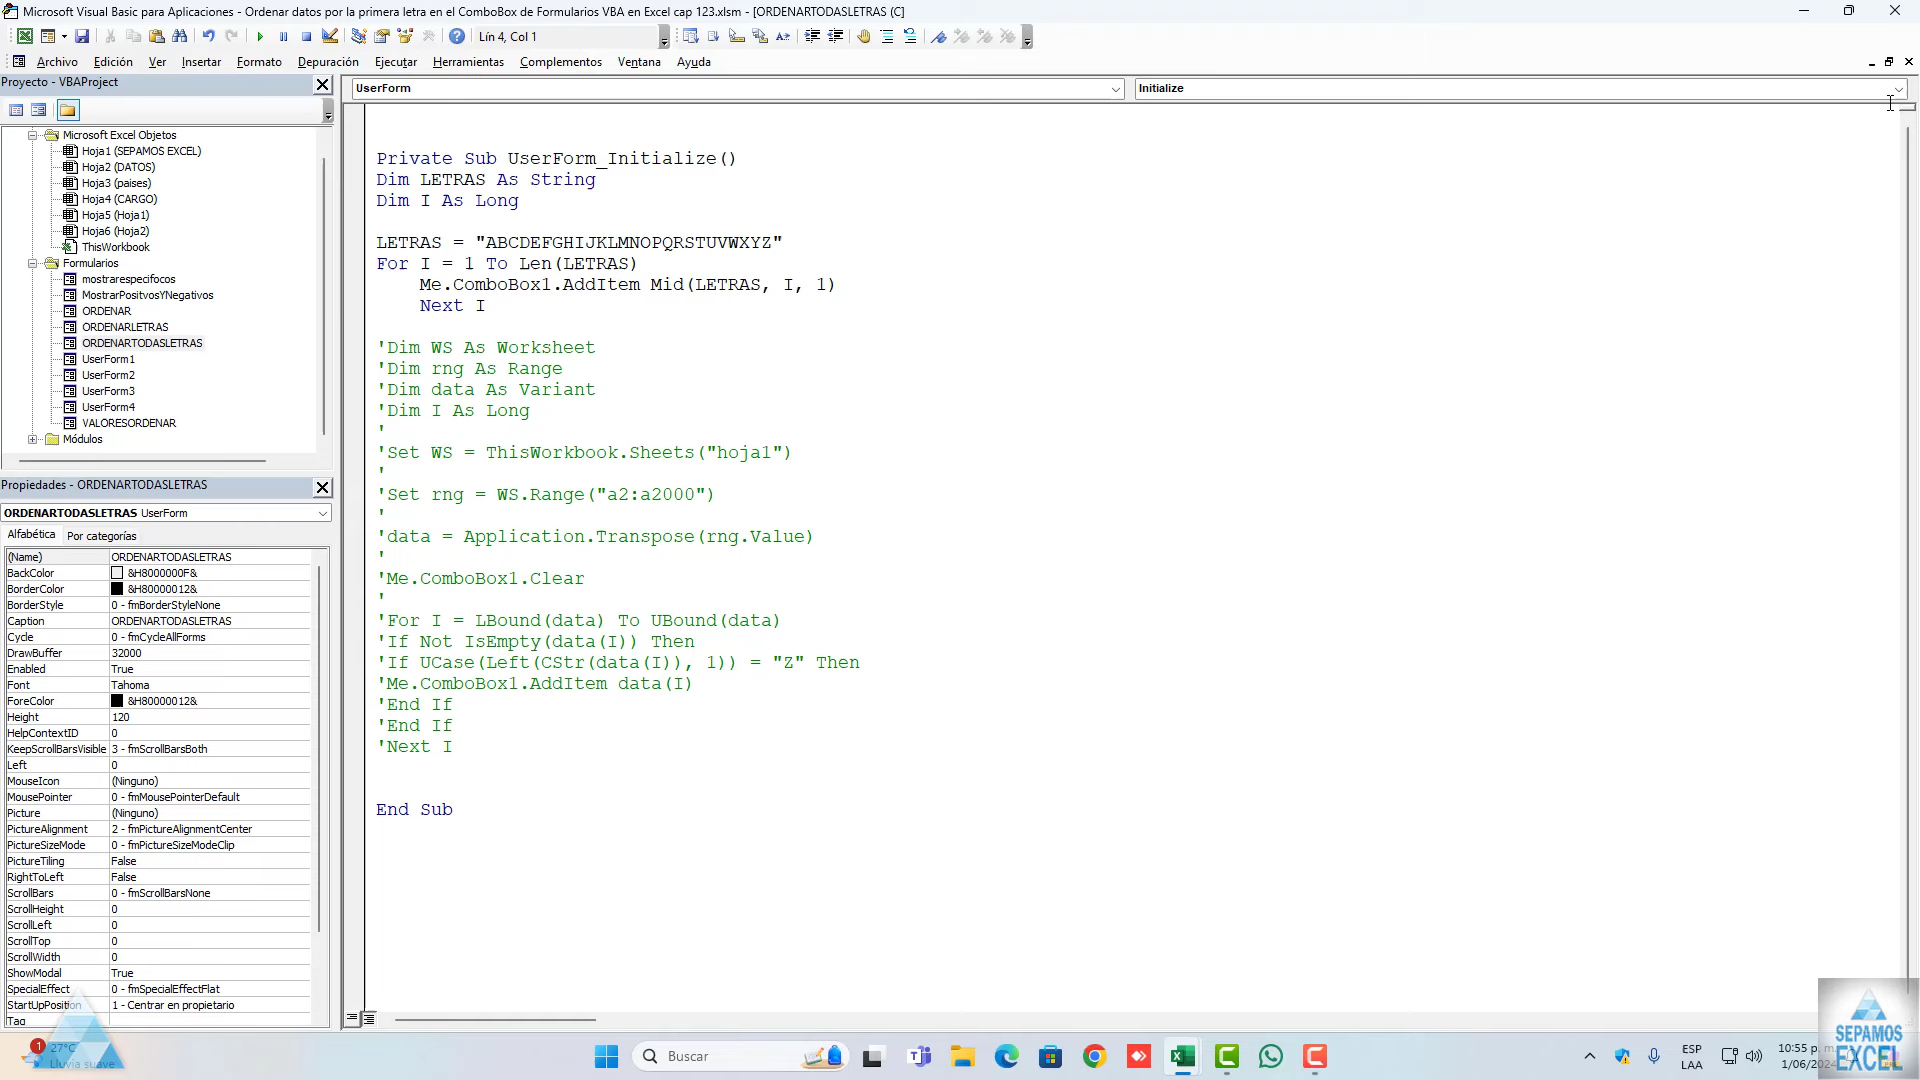 Microsoft Visual Basic para Aplicaciones - Ordenar datos por la primera letra en el ComboBox de Formularios VBA en Excel cap 123.xlsm - [ORDENARTODASLETRAS (C]
Lín 4, Col 1
Archivo Edición Ver Insertar Formato Depuración Ejecutar Herramientas Complementos Ventana Ayuda
Proyecto - VBAProject
Microsoft Excel Objetos
Hoja1 (SEPAMOS EXCEL)
Hoja2 (DATOS)
Hoja3 (paises)
Hoja4 (CARGO)
Hoja5 (Hoja1)
Hoja6 (Hoja2)
ThisWorkbook
Formularios
mostrarespecifocos
MostrarPositvosYNegativos
ORDENAR
ORDENARLETRAS
ORDENARTODASLETRAS
UserForm1
UserForm2
UserForm3
UserForm4
VALORESORDENAR
Módulos
Propiedades - ORDENARTODASLETRAS
ORDENARTODASLETRAS UserForm
Alfabética Por categorías
(Name) ORDENARTODASLETRAS
BackColor &H8000000F&
BorderColor &H80000012&
BorderStyle 0 - fmBorderStyleNone
Caption ORDENARTODASLETRAS
Cycle 0 - fmCycleAllForms
DrawBuffer 32000
Enabled True
Font Tahoma
ForeColor &H80000012&
Height 120
HelpContextID 0
KeepScrollBarsVisible 3 - fmScrollBarsBoth
Left 0
MouseIcon (Ninguno)
MousePointer 0 - fmMousePointerDefault
Picture (Ninguno)
PictureAlignment 2 - fmPictureAlignmentCenter
PictureSizeMode 0 - fmPictureSizeModeClip
PictureTiling False
RightToLeft False
ScrollBars 0 - fmScrollBarsNone
ScrollHeight 0
ScrollLeft 0
ScrollTop 0
ScrollWidth 0
ShowModal True
SpecialEffect 0 - fmSpecialEffectFlat
StartUpPosition 1 - Centrar en propietario
Tag
UserForm
Initialize
Private Sub UserForm_Initialize()
Dim LETRAS As String
Dim I As Long
LETRAS = "ABCDEFGHIJKLMNOPQRSTUVWXYZ"
For I = 1 To Len(LETRAS)
Me.ComboBox1.AddItem Mid(LETRAS, I, 1)
Next I
'Dim WS As Worksheet
'Dim rng As Range
'Dim data As Variant
'Dim I As Long
'
'Set WS = ThisWorkbook.Sheets("hoja1")
'
'Set rng = WS.Range("a2:a2000")
'
'data = Application.Transpose(rng.Value)
'
'Me.ComboBox1.Clear
'
'For I = LBound(data) To UBound(data)
'If Not IsEmpty(data(I)) Then
'If UCase(Left(CStr(data(I)), 1)) = "Z" Then
'Me.ComboBox1.AddItem data(I)
'End If
'End If
'Next I
End Sub
1
27°C
Lluvia suave
Buscar
ESP
LAA
10:55 p. m.
1/06/2024
SEPAMOS
EXCEL